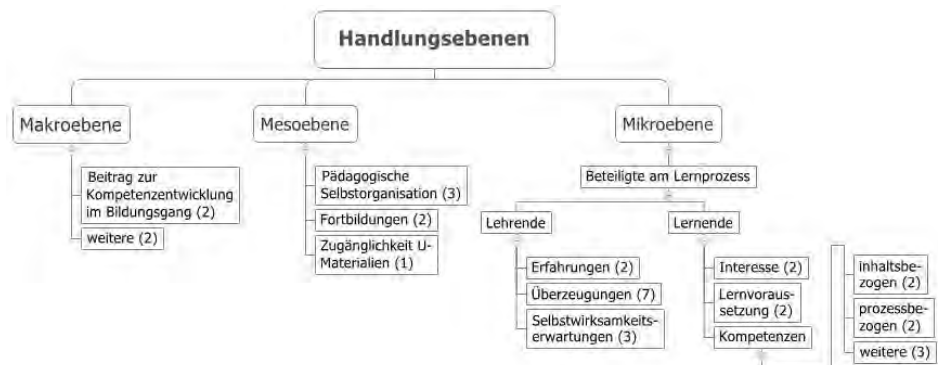 Handlungsebenen
Makroebene
Mesoebene
Mikroebene
Beitrag zur
Kompetenzentwicklung
im Bildungsgang (2)
weitere (2)
Pädagogische
Selbstorganisation (3)
Fortbildungen (2)
Zugänglichkeit U-
Materialien (1)
Beteiligte am Lernprozess
Lehrende
Erfahrungen (2)
Überzeugungen (7)
Selbstwirksamkeits-
erwartungen (3)
Lernende
Interesse (2)
Lernvoraus-
setzung (2)
Kompetenzen
inhaltsbe-
zogen (2)
prozessbe-
zogen (2)
weitere (3)